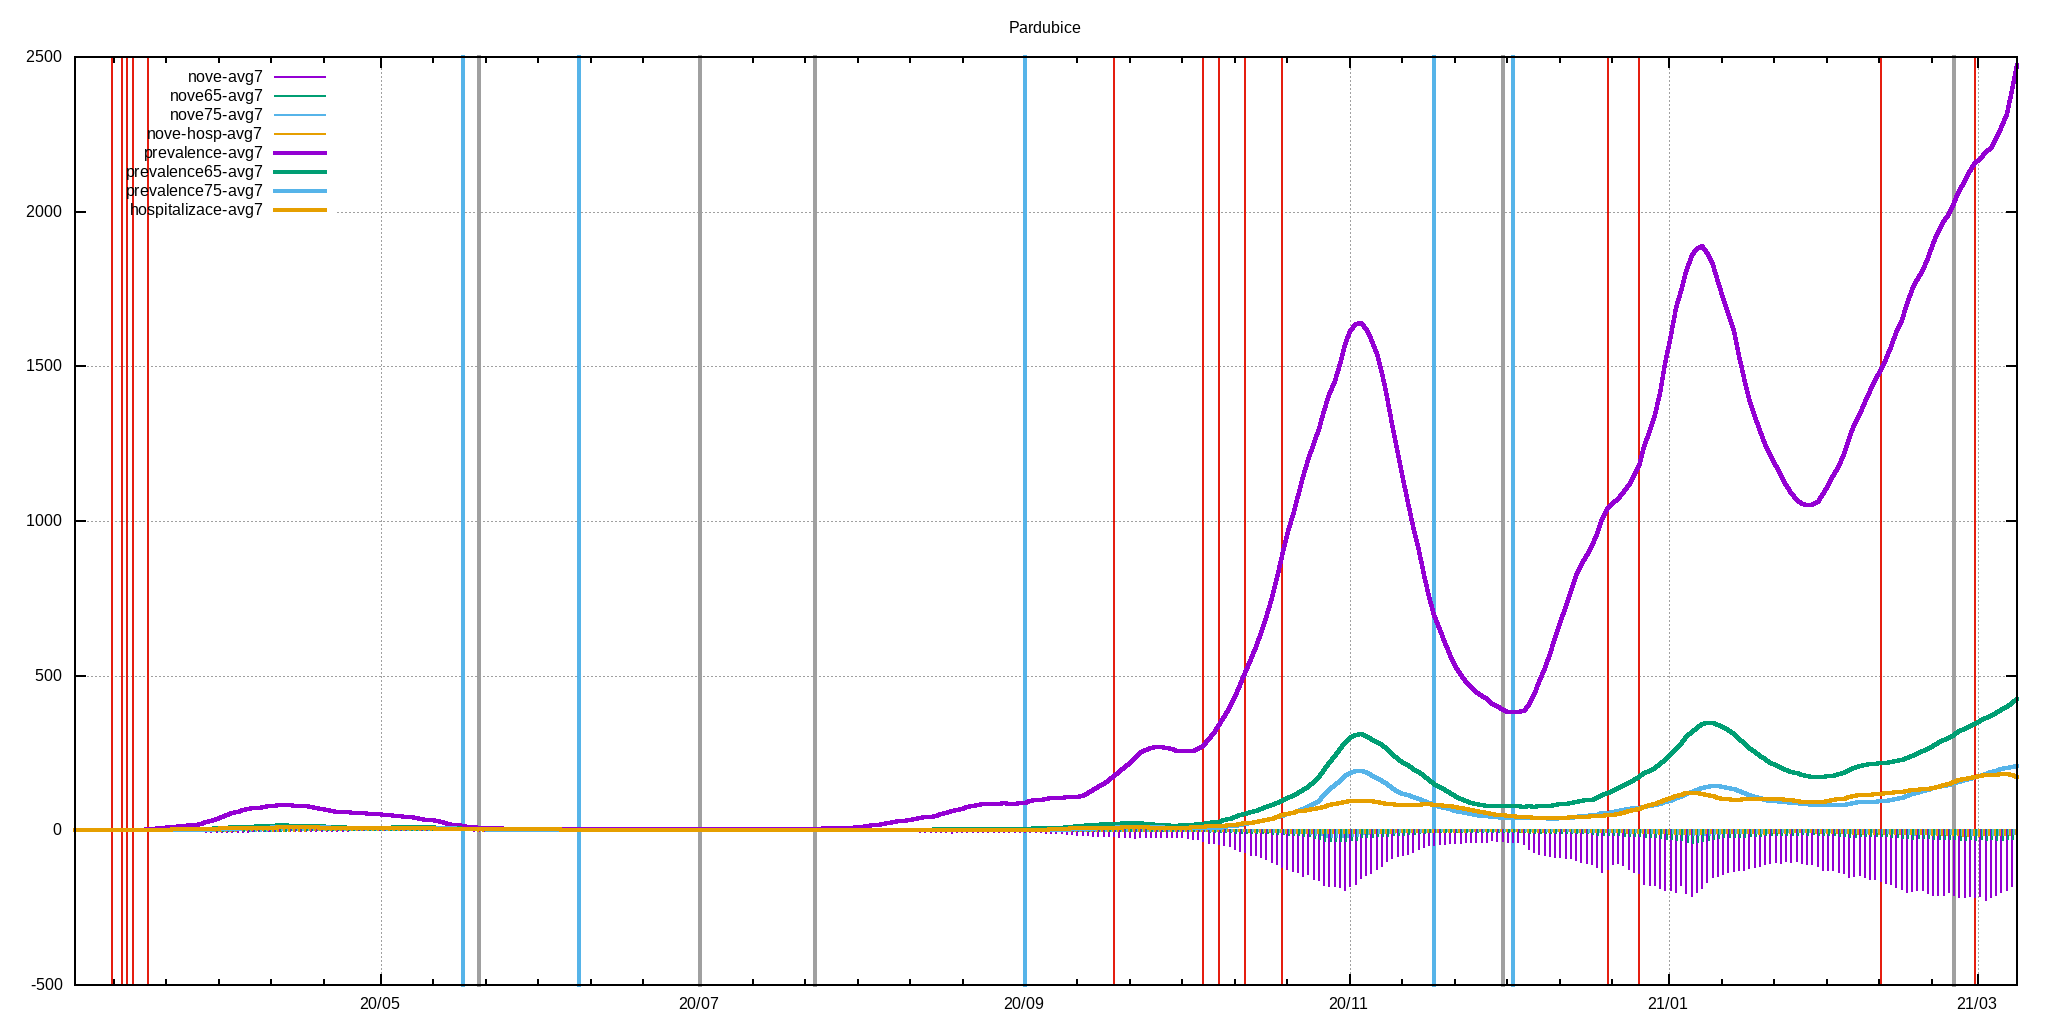 Pardubice
2500
2000
1500
1000
500
0
-500
nove-avg7
nove65-avg7
nove75-avg7
nove-hosp-avg7
prevalence-avg7
prevalence65-avg7
prevalence75-avg7
hospitalizace-avg7
20/05
20/07
20/09
20/11
21/01
21/03